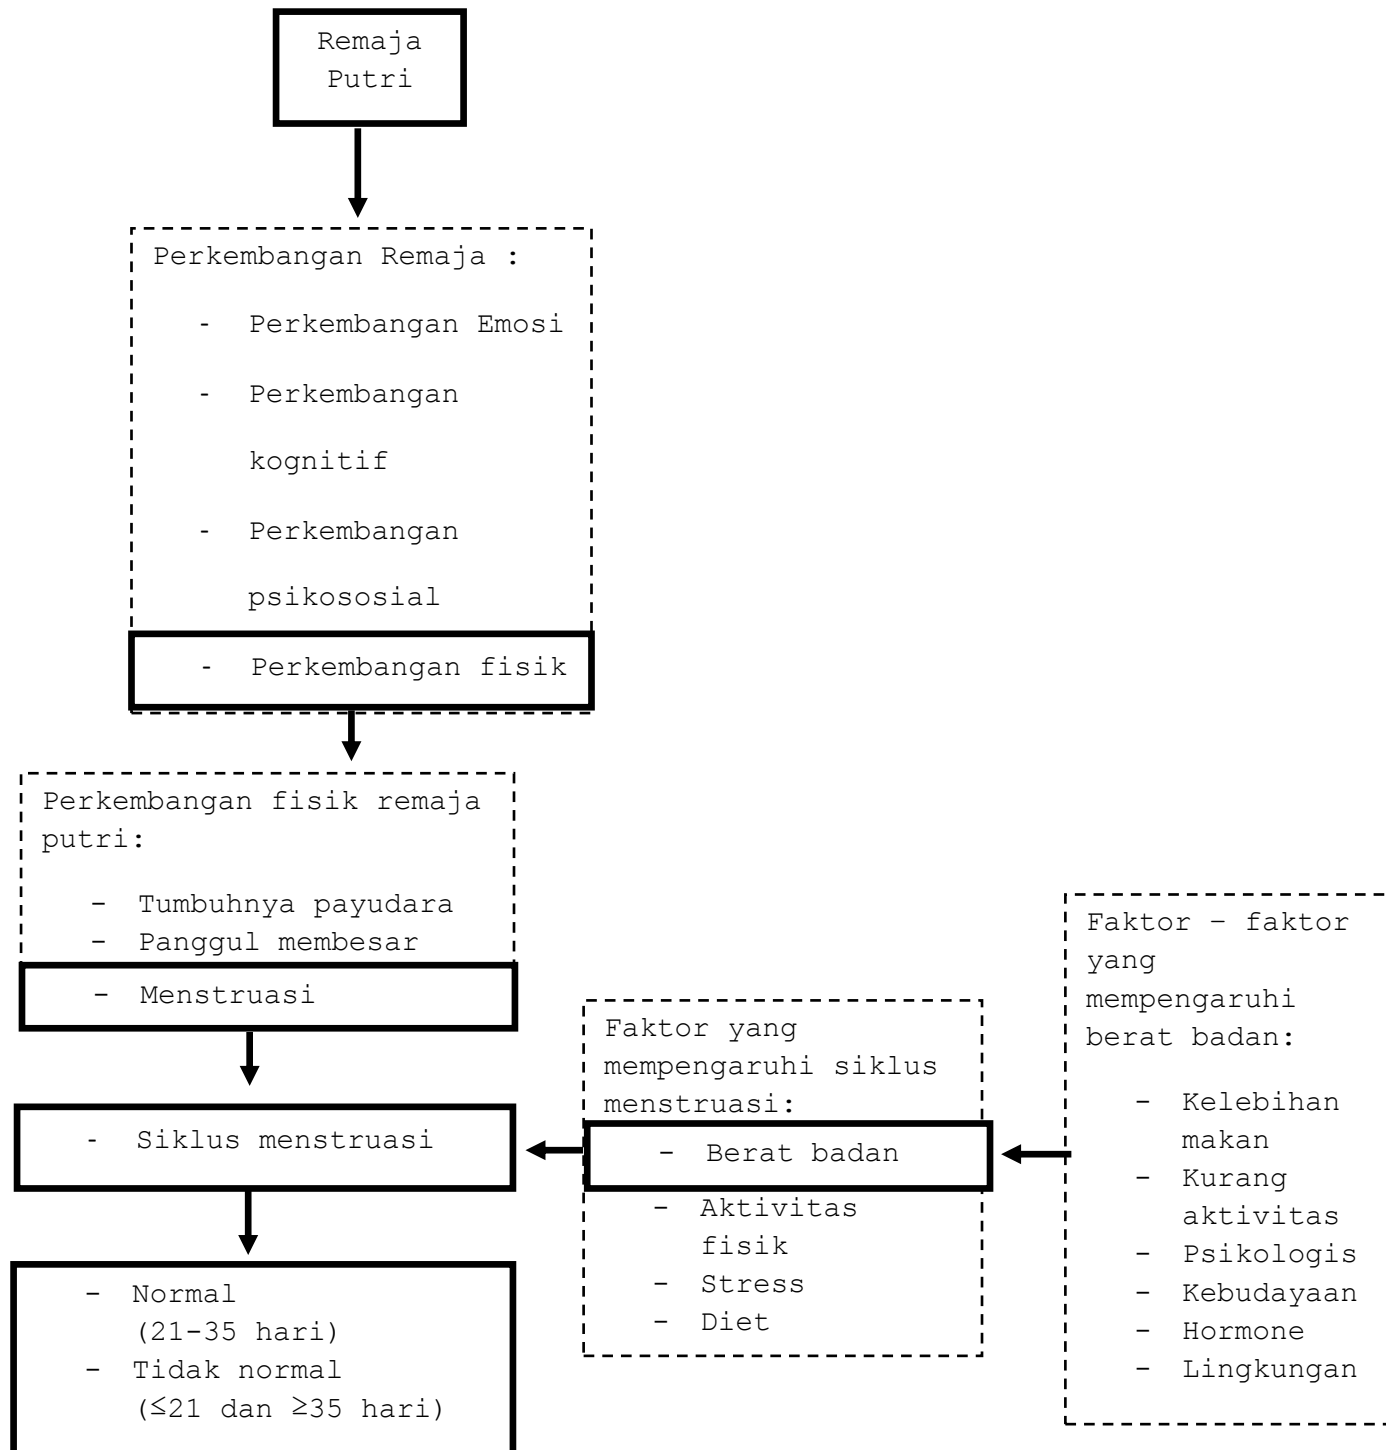 Remaja
Putri
Perkembangan Remaja :
- Perkembangan Emosi
- Perkembangan
kognitif
- Perkembangan
psikososial
- Perkembangan fisik
Perkembangan fisik remaja
putri:
- Tumbuhnya payudara
- Panggul membesar
- Menstruasi
- Siklus menstruasi
- Normal
(21-35 hari)
- Tidak normal
(≤21 dan ≥35 hari)
Faktor yang
mempengaruhi siklus
menstruasi:
- Berat badan
- Aktivitas
fisik
- Stress
- Diet
Faktor – faktor
yang
mempengaruhi
berat badan:
- Kelebihan
makan
- Kurang
aktivitas
- Psikologis
- Kebudayaan
- Hormone
- Lingkungan